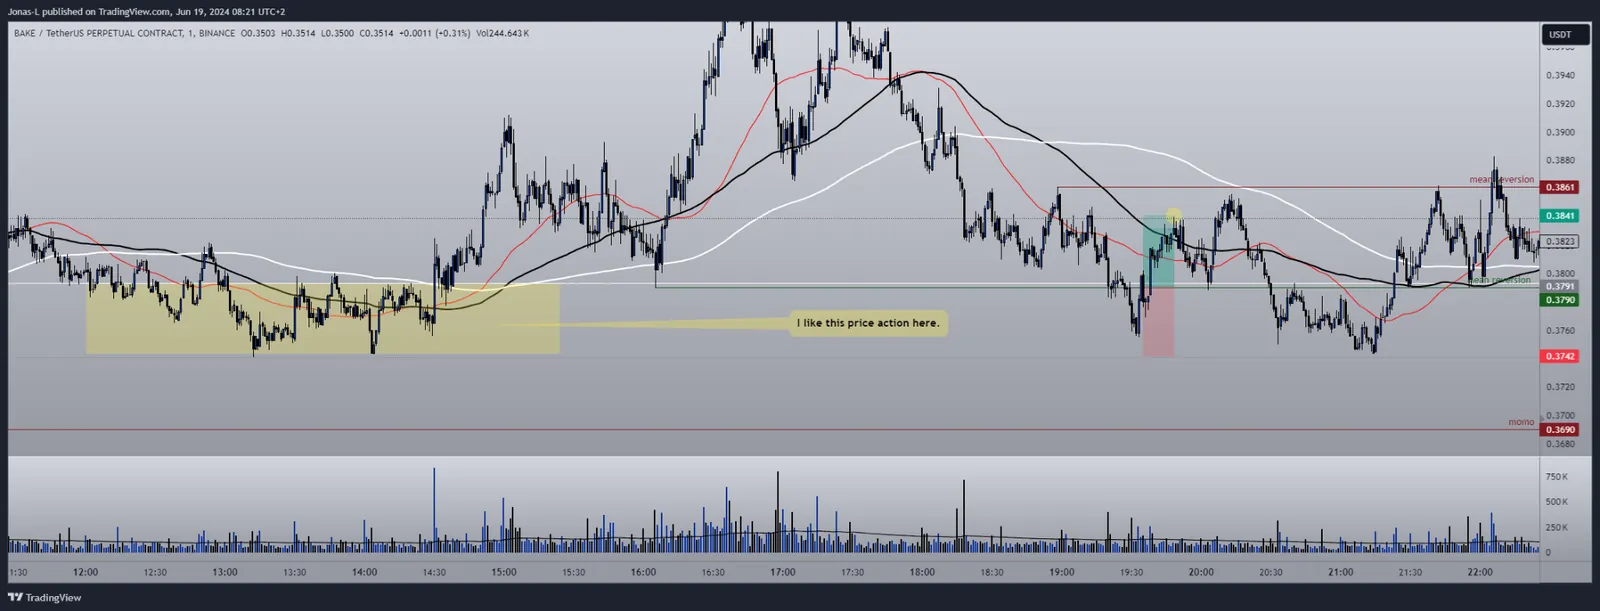 Jonas-L published on TradingView.com, Jun 19, 2024 08:21 UTC+2
BAKE / TetherUS PERPETUAL CONTRACT, 1, BINANCE O0.3503 H0.3514 L0.3500 C0.3514 +0.0011 (+0.31%) Vol244.643 K
USDT
0.3940
0.3920
0.3900
0.3880
mean reversion
0.3861
0.3841
0.3823
0.3800
mean reversion
0.3791
0.3790
I like this price action here.
0.3760
0.3742
0.3720
0.3700
momo
0.3690
0.3680
750 K
500 K
250 K
0
1:30 12:00 12:30 13:00 13:30 14:00 14:30 15:00 15:30 16:00 16:30 17:00 17:30 18:00 18:30 19:00 19:30 20:00 20:30 21:00 21:30 22:00
TradingView